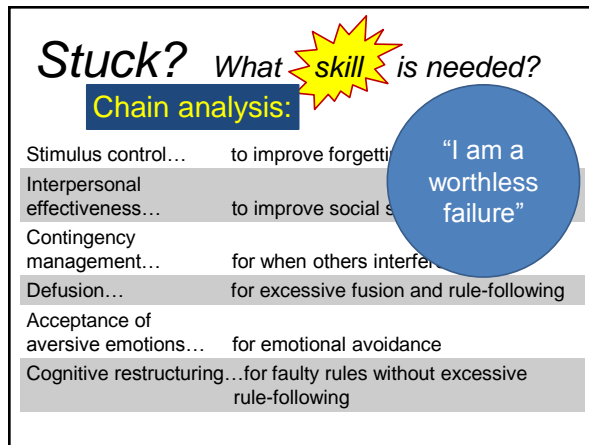 Stuck? What skill is needed?
Chain analysis:
Stimulus control… to improve forgetti
Interpersonal
effectiveness… to improve social s
Contingency
management… for when others interfer
Defusion… for excessive fusion and rule-following
Acceptance of
aversive emotions… for emotional avoidance
Cognitive restructuring…for faulty rules without excessive
rule-following
“I am a
worthless
failure”